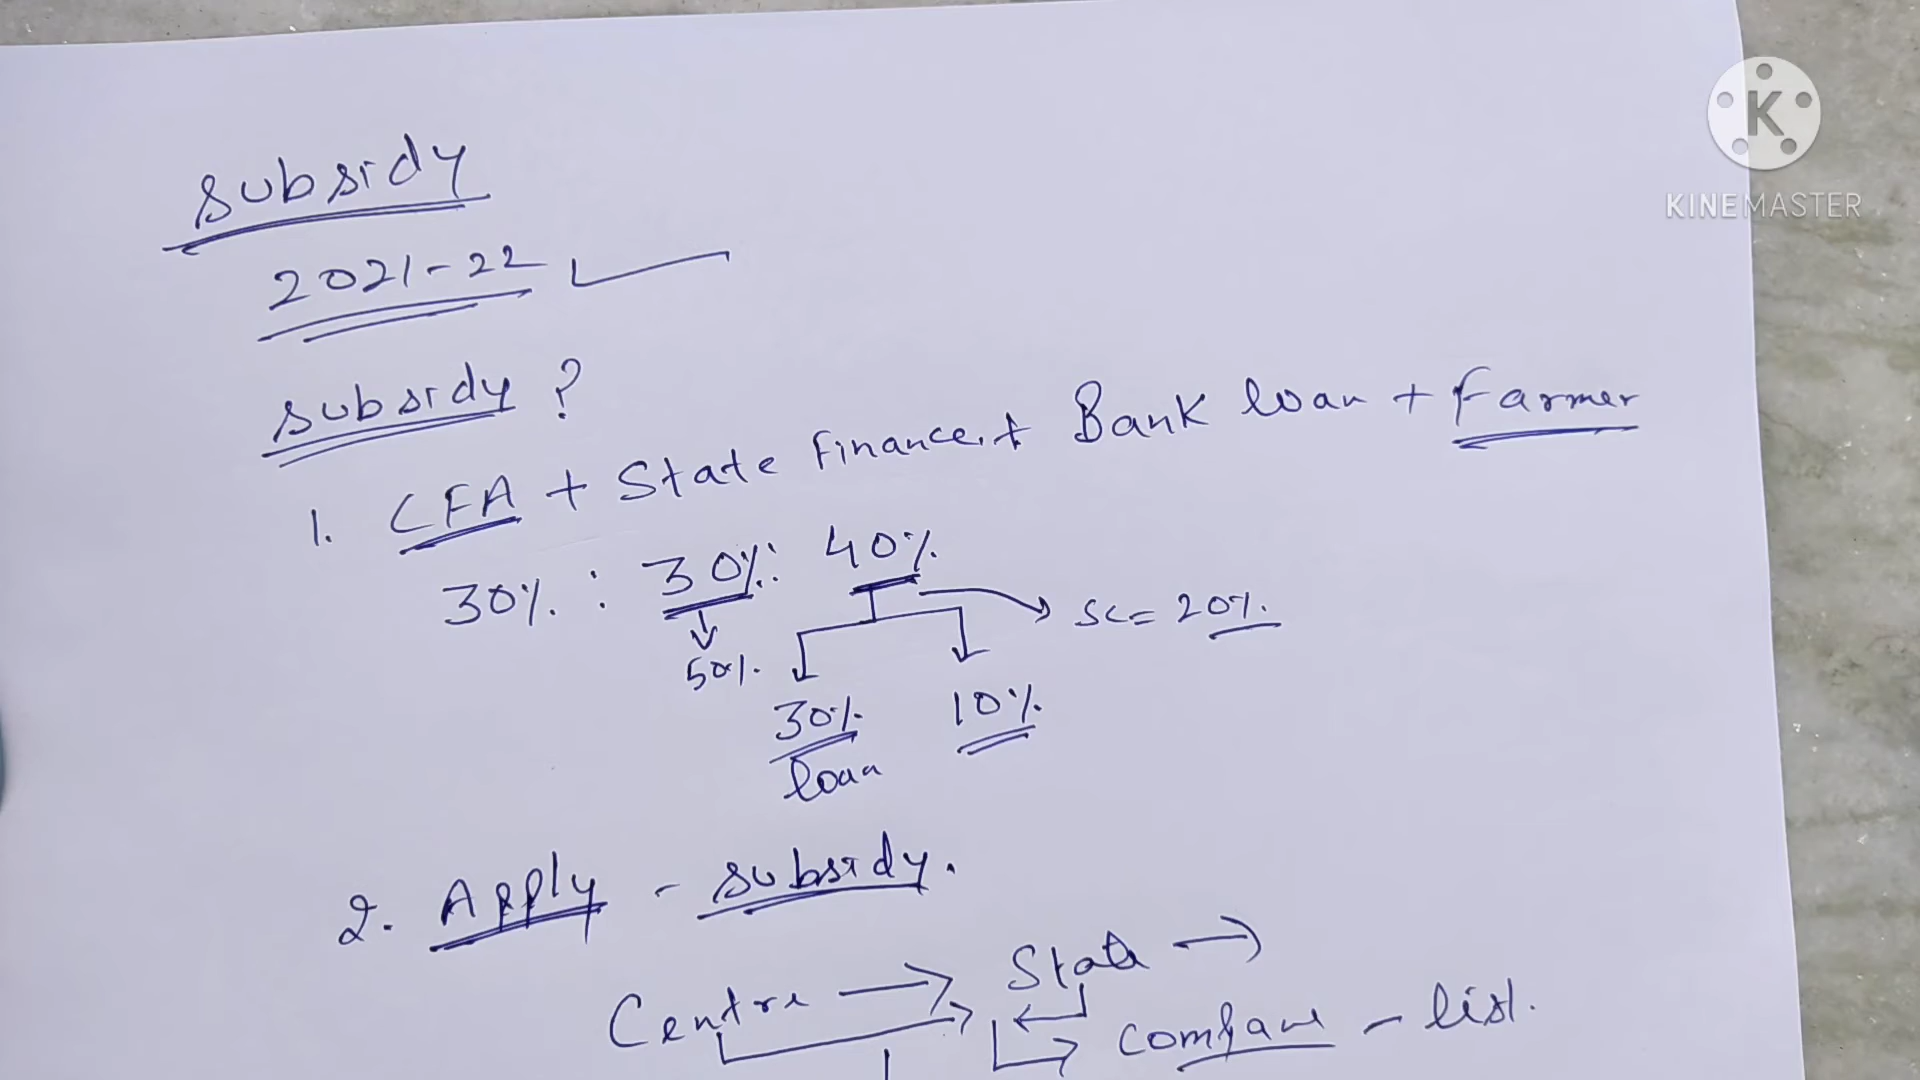 subsidy
2021-22
subsidy ?
1. CFA + State Finance + Bank loan + Farmer
30% : 30% : 40%
50%
SC = 20%
30% 10%
loan
2. Apply - subsidy.
Centre → State →
- list.
K
KINEMASTER